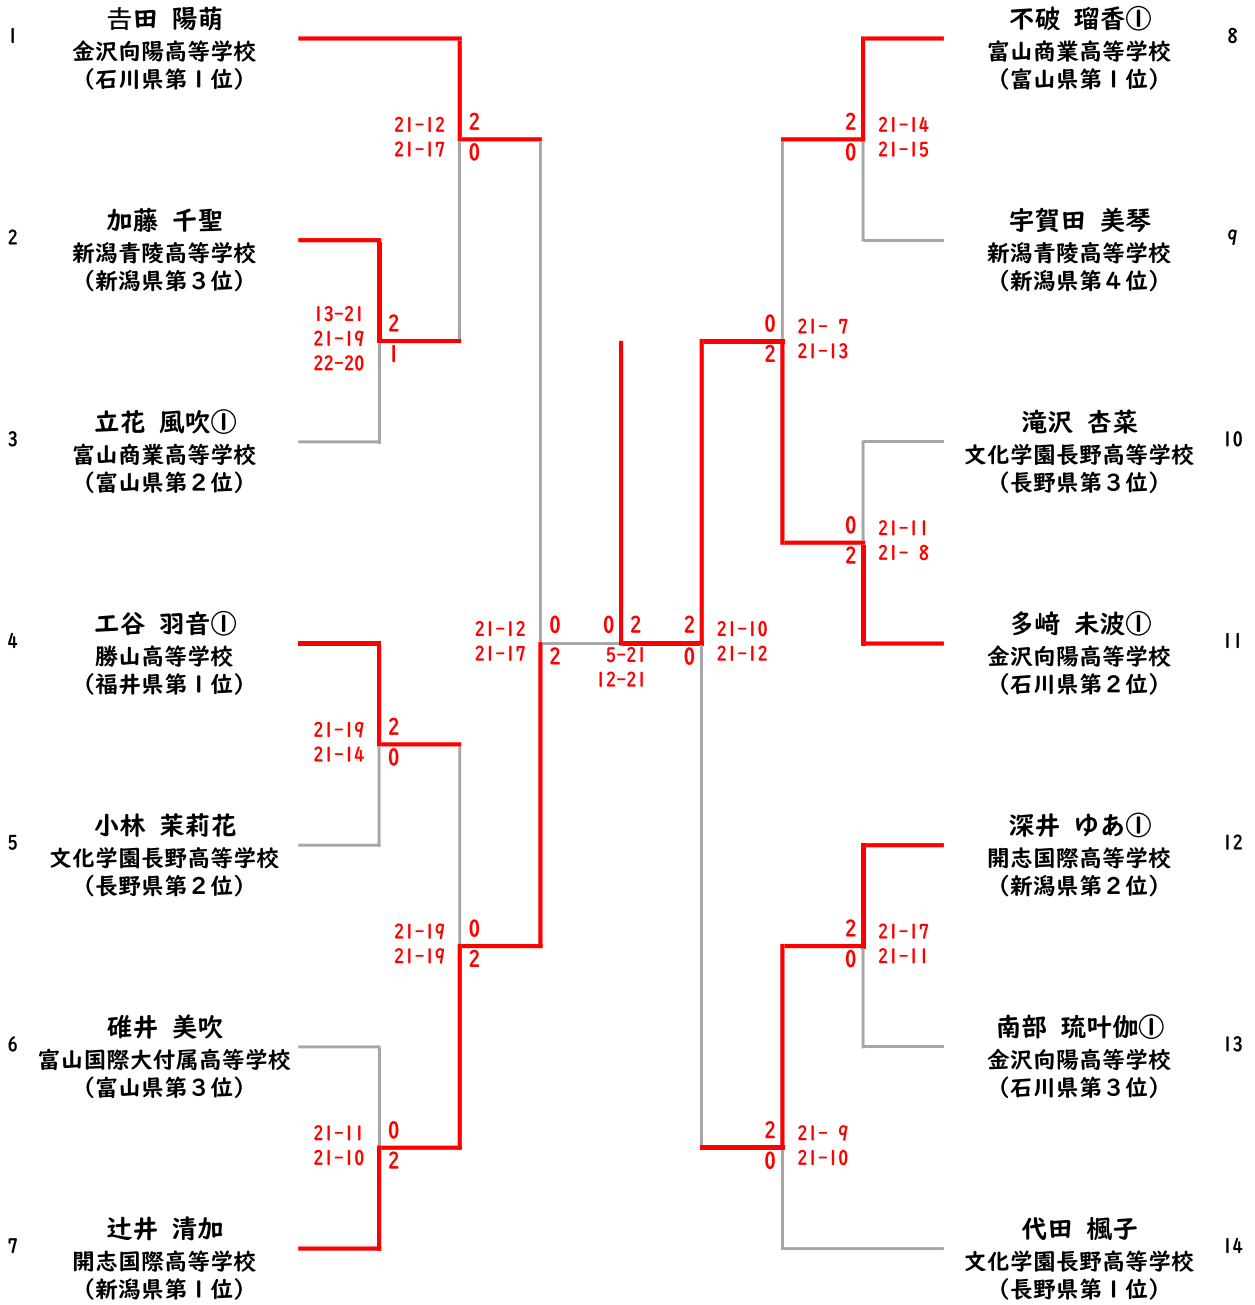 1
𠮷田 陽萌
金沢向陽高等学校
(石川県第1位)
21-12
21-17
2
0
2
加藤 千聖
新潟青陵高等学校
(新潟県第3位)
13-21
21-19
22-20
2
1
3
立花 風吹①
富山商業高等学校
(富山県第2位)
4
工谷 羽音①
勝山高等学校
(福井県第1位)
21-19
21-14
2
0
5
小林 茉莉花
文化学園長野高等学校
(長野県第2位)
21-19
21-19
0
2
6
碓井 美吹
富山国際大付属高等学校
(富山県第3位)
21-11
21-10
0
2
7
辻井 清加
開志国際高等学校
(新潟県第1位)
21-12
21-17
0
2
0 2
5-21
12-21
2
0
21-10
21-12
不破 瑠香①
富山商業高等学校
(富山県第1位)
8
2
0
21-14
21-15
宇賀田 美琴
新潟青陵高等学校
(新潟県第4位)
9
0
2
21- 7
21-13
滝沢 杏菜
文化学園長野高等学校
(長野県第3位)
10
0
2
21-11
21- 8
多﨑 未波①
金沢向陽高等学校
(石川県第2位)
11
深井 ゆあ①
開志国際高等学校
(新潟県第2位)
12
2
0
21-17
21-11
南部 琉叶伽①
金沢向陽高等学校
(石川県第3位)
13
2
0
21- 9
21-10
代田 楓子
文化学園長野高等学校
(長野県第1位)
14